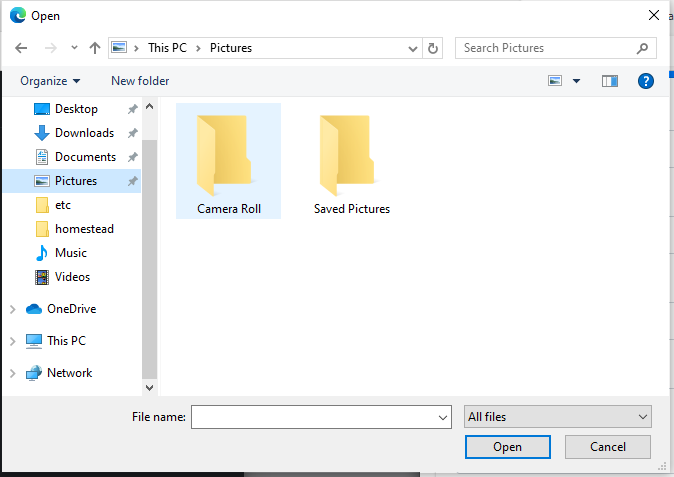 Open
This PC > Pictures
Search Pictures
Organize
New folder
?
Desktop
Downloads
Documents
Pictures
etc
homestead
Music
Videos
OneDrive
This PC
Network
Camera Roll
Saved Pictures
File name:
All files
Open
Cancel